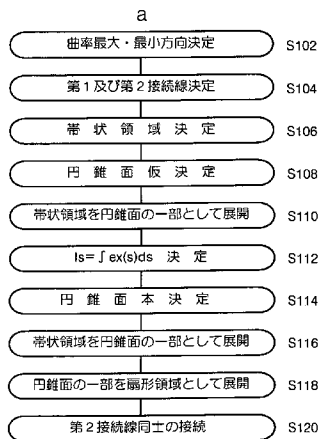 a
曲率最大・最小方向決定 S102
第1及び第2接続線決定 S104
帯状領域決定 S106
円錐面仮決定 S108
帯状領域を円錐面の一部として展開 S110
Is=∫ex(s)ds 決定 S112
円錐面本決定 S114
帯状領域を円錐面の一部として展開 S116
円錐面の一部を扇形領域として展開 S118
第2接続線同士の接続 S120